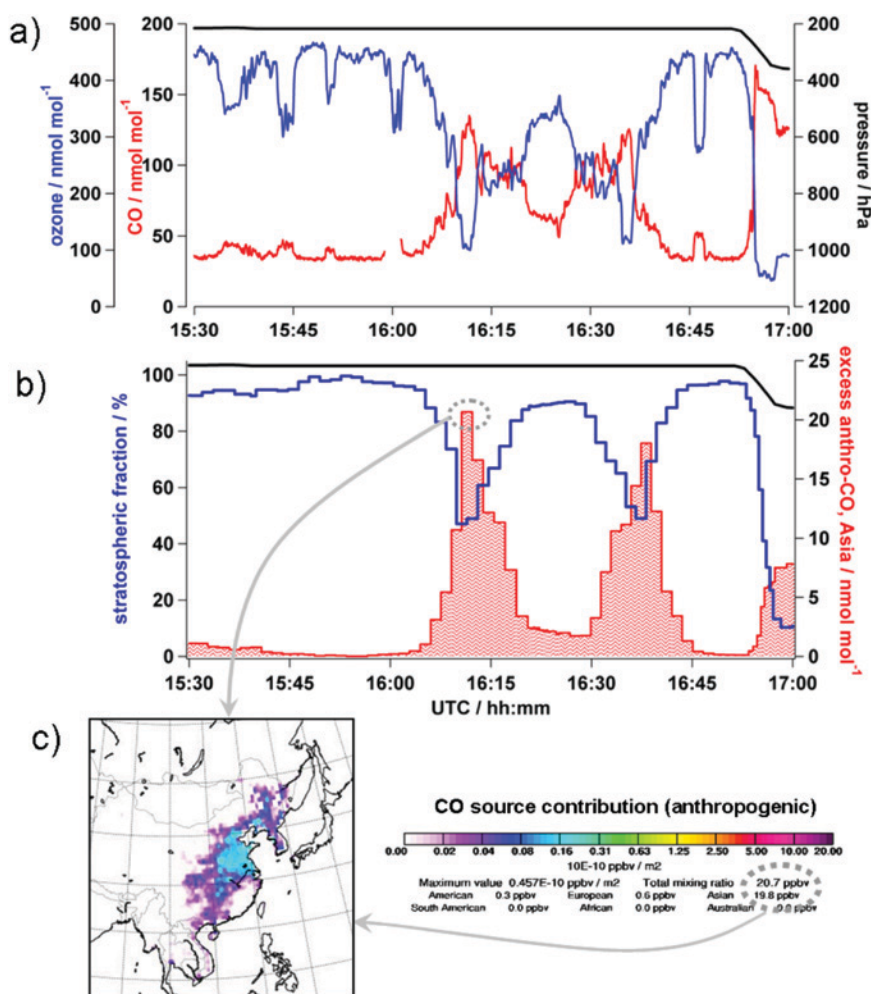 a)
500
400
300
200
100
0
ozone / nmol mol⁻¹
200
150
100
50
0
CO / nmol mol⁻¹
200
400
600
800
1000
1200
pressure / hPa
15:30 15:45 16:00 16:15 16:30 16:45 17:00
b)
100
80
60
40
20
0
stratospheric fraction / %
25
20
15
10
5
0
excess anthro-CO, Asia / nmol mol⁻¹
15:30 15:45 16:00 16:15 16:30 16:45 17:00
UTC / hh:mm
c)
CO source contribution (anthropogenic)
0.00 0.02 0.04 0.08 0.16 0.31 0.63 1.25 2.50 5.00 10.00 20.00
10E-10 ppbv / m2
Maximum value 0.457E-10 ppbv / m2 Total mixing ratio 20.7 ppbv
American 0.3 ppbv European 0.6 ppbv Asian 19.8 ppbv
South American 0.0 ppbv African 0.0 ppbv Australian 0.0 ppbv